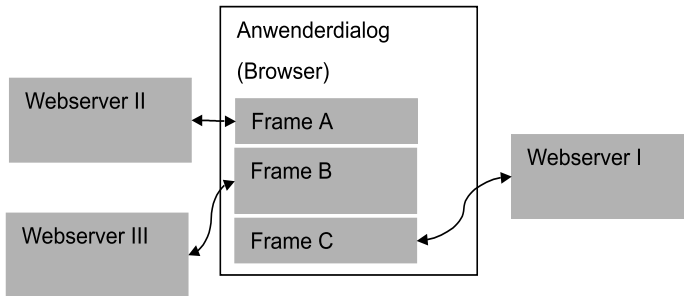 Anwenderdialog
(Browser)
Webserver II
Frame A
Frame B
Webserver I
Webserver III
Frame C